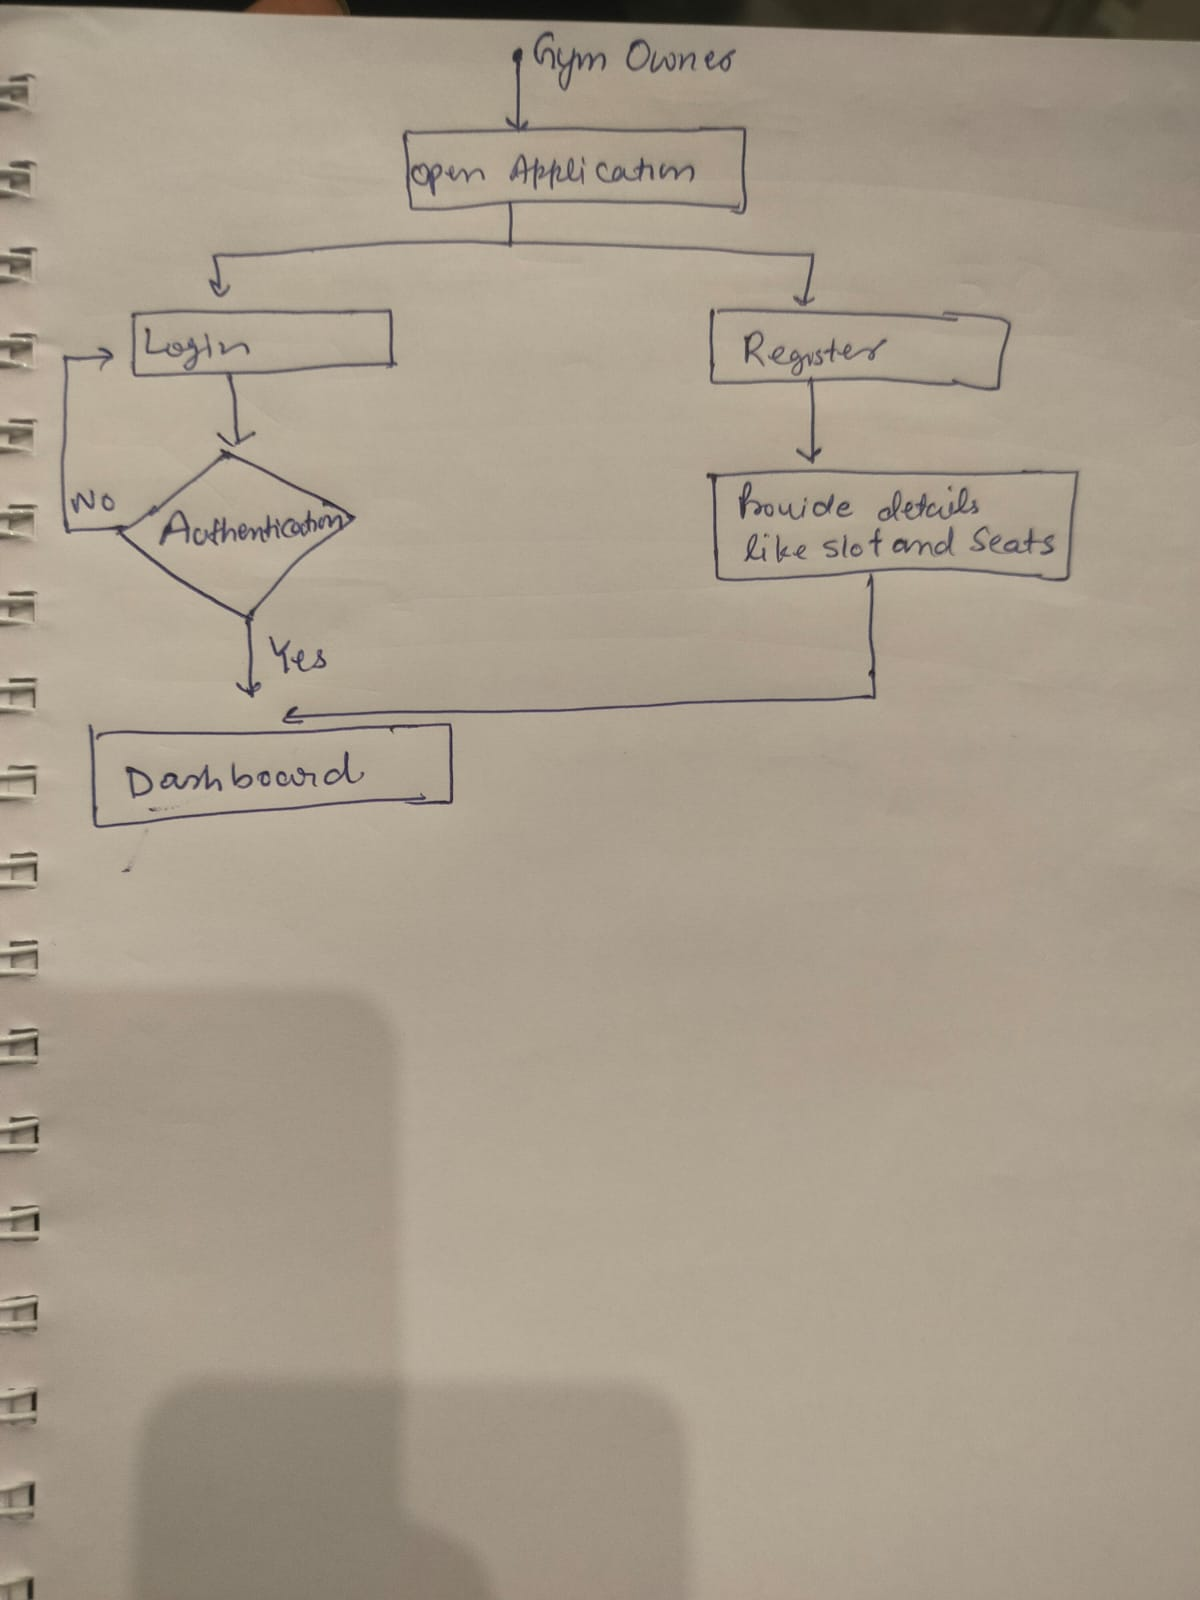 Gym Owner
Open Application
Login
Register
No
Authentication
Provide details
like slot and Seats
Yes
Dashboard